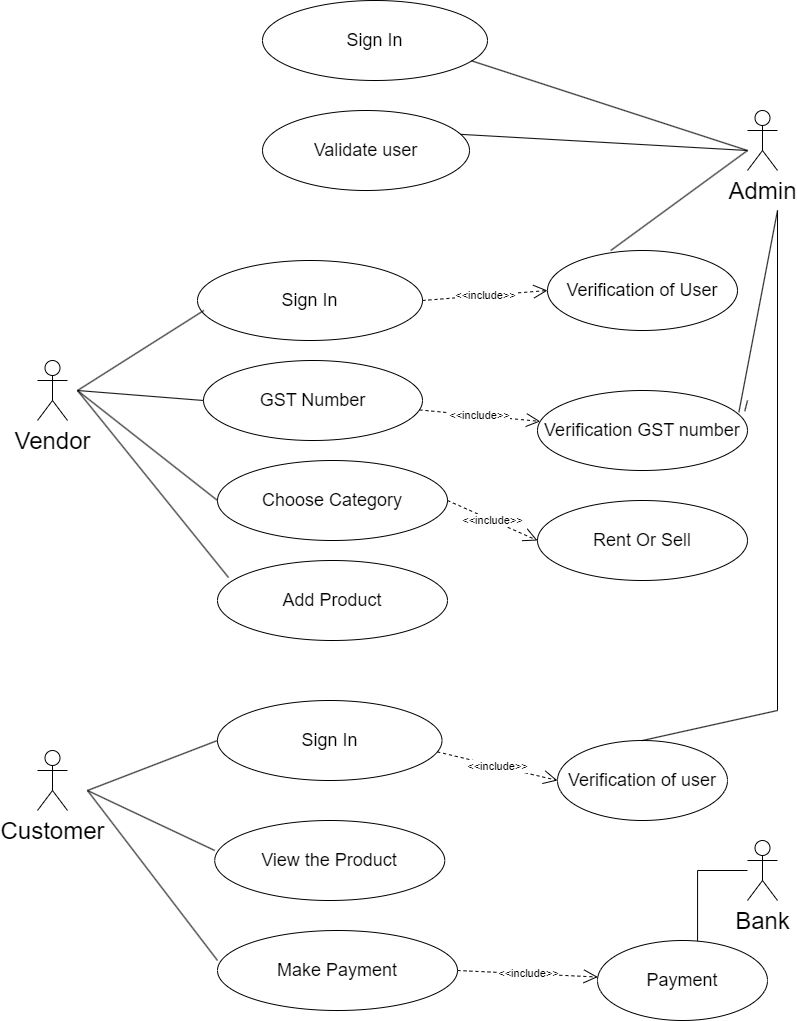 Sign In
Validate user
Admin
Sign In
<<include>>
Verification of User
Vendor
GST Number
<<include>>
Verification GST number
Choose Category
<<include>>
Rent Or Sell
Add Product
Sign In
<<include>>
Verification of user
Customer
View the Product
Bank
Make Payment
<<include>>
Payment